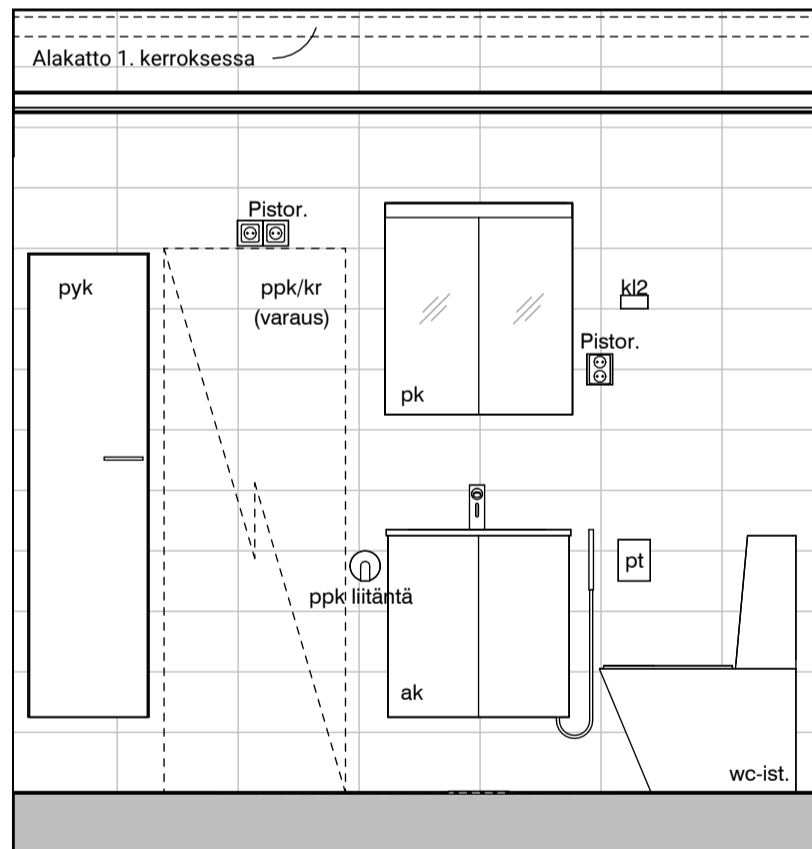 Alakatto 1. kerroksessa
Pistor.
pyk
ppk/kr
(varaus)
kl2
Pistor.
pk
pt
ppk liitäntä
ak
wc-ist.